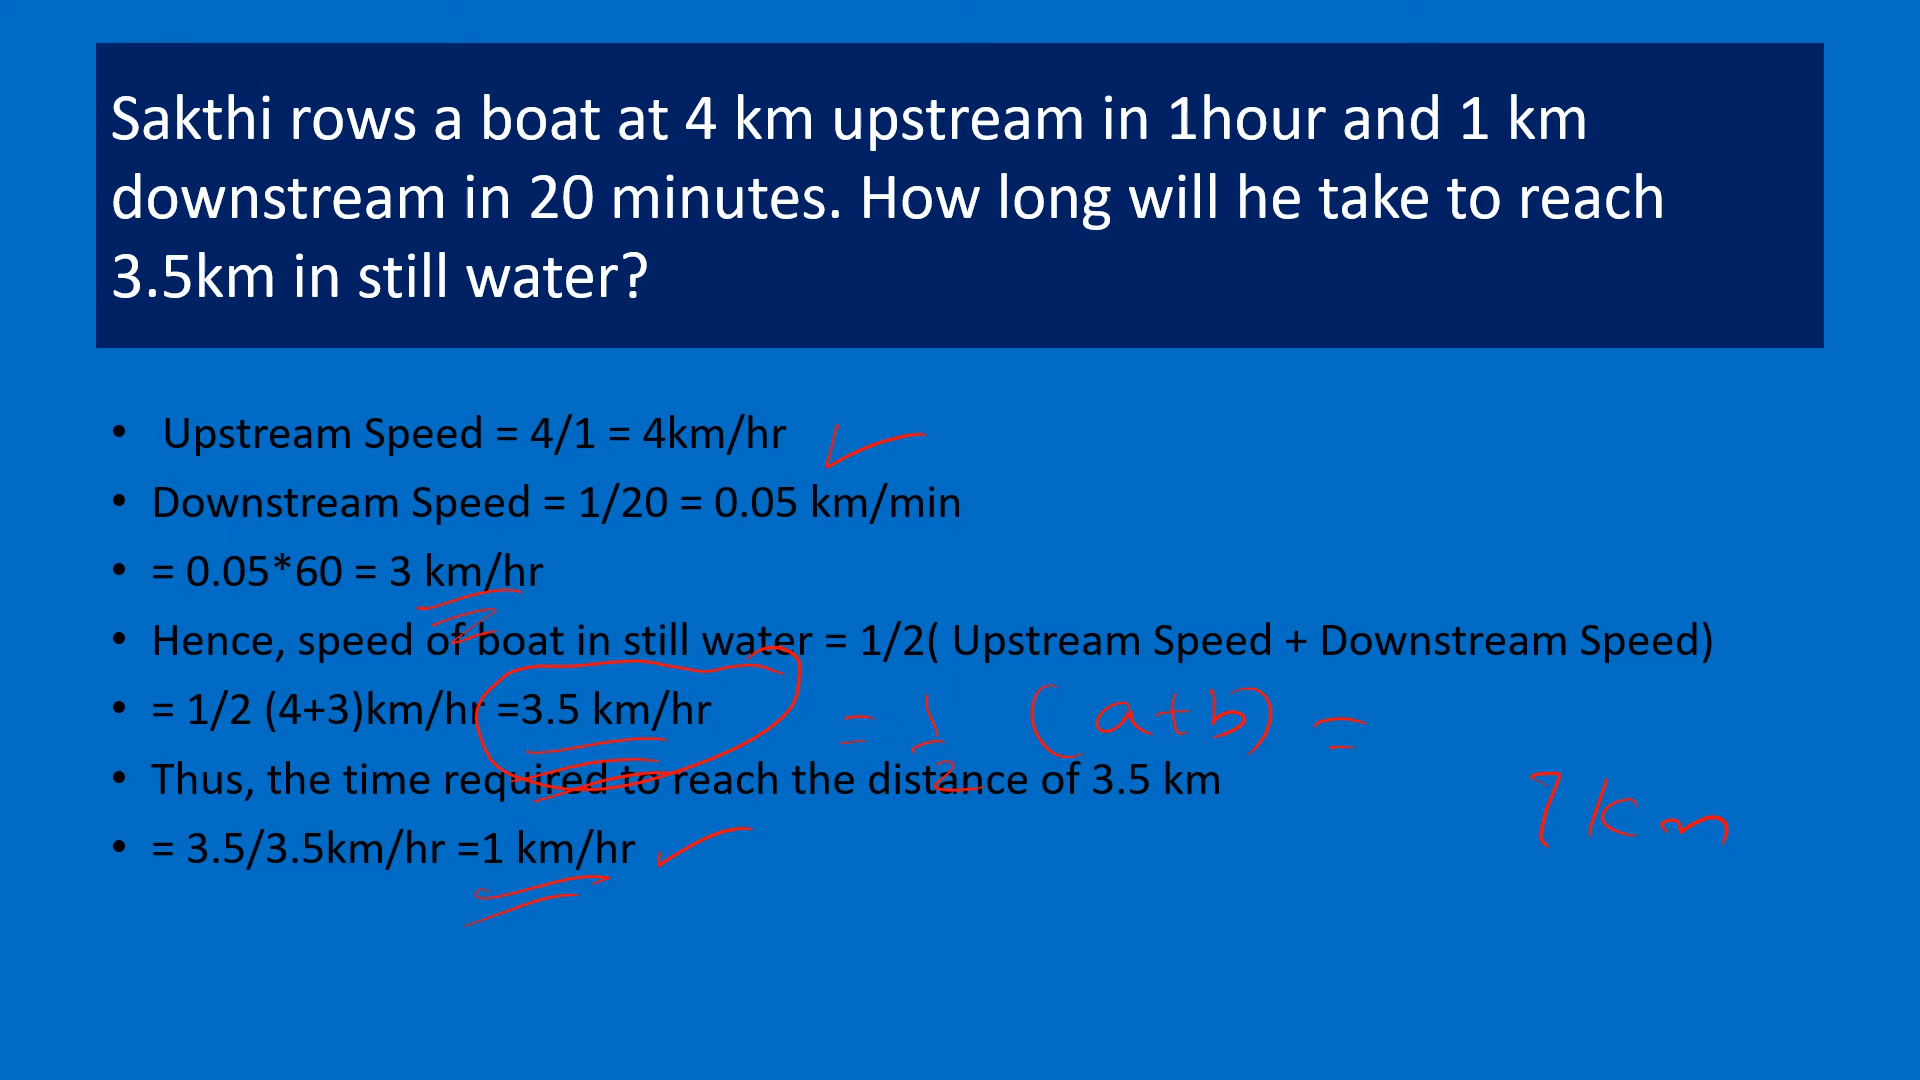 Sakthi rows a boat at 4 km upstream in 1hour and 1 km
downstream in 20 minutes. How long will he take to reach
3.5km in still water?
• Upstream Speed = 4/1 = 4km/hr
• Downstream Speed = 1/20 = 0.05 km/min
• = 0.05*60 = 3 km/hr
• Hence, speed of boat in still water = 1/2( Upstream Speed + Downstream Speed)
• = 1/2 (4+3)km/hr =3.5 km/hr
= 1/2 (a+b) =
• Thus, the time required to reach the distance of 3.5 km
7 km
• = 3.5/3.5km/hr =1 km/hr